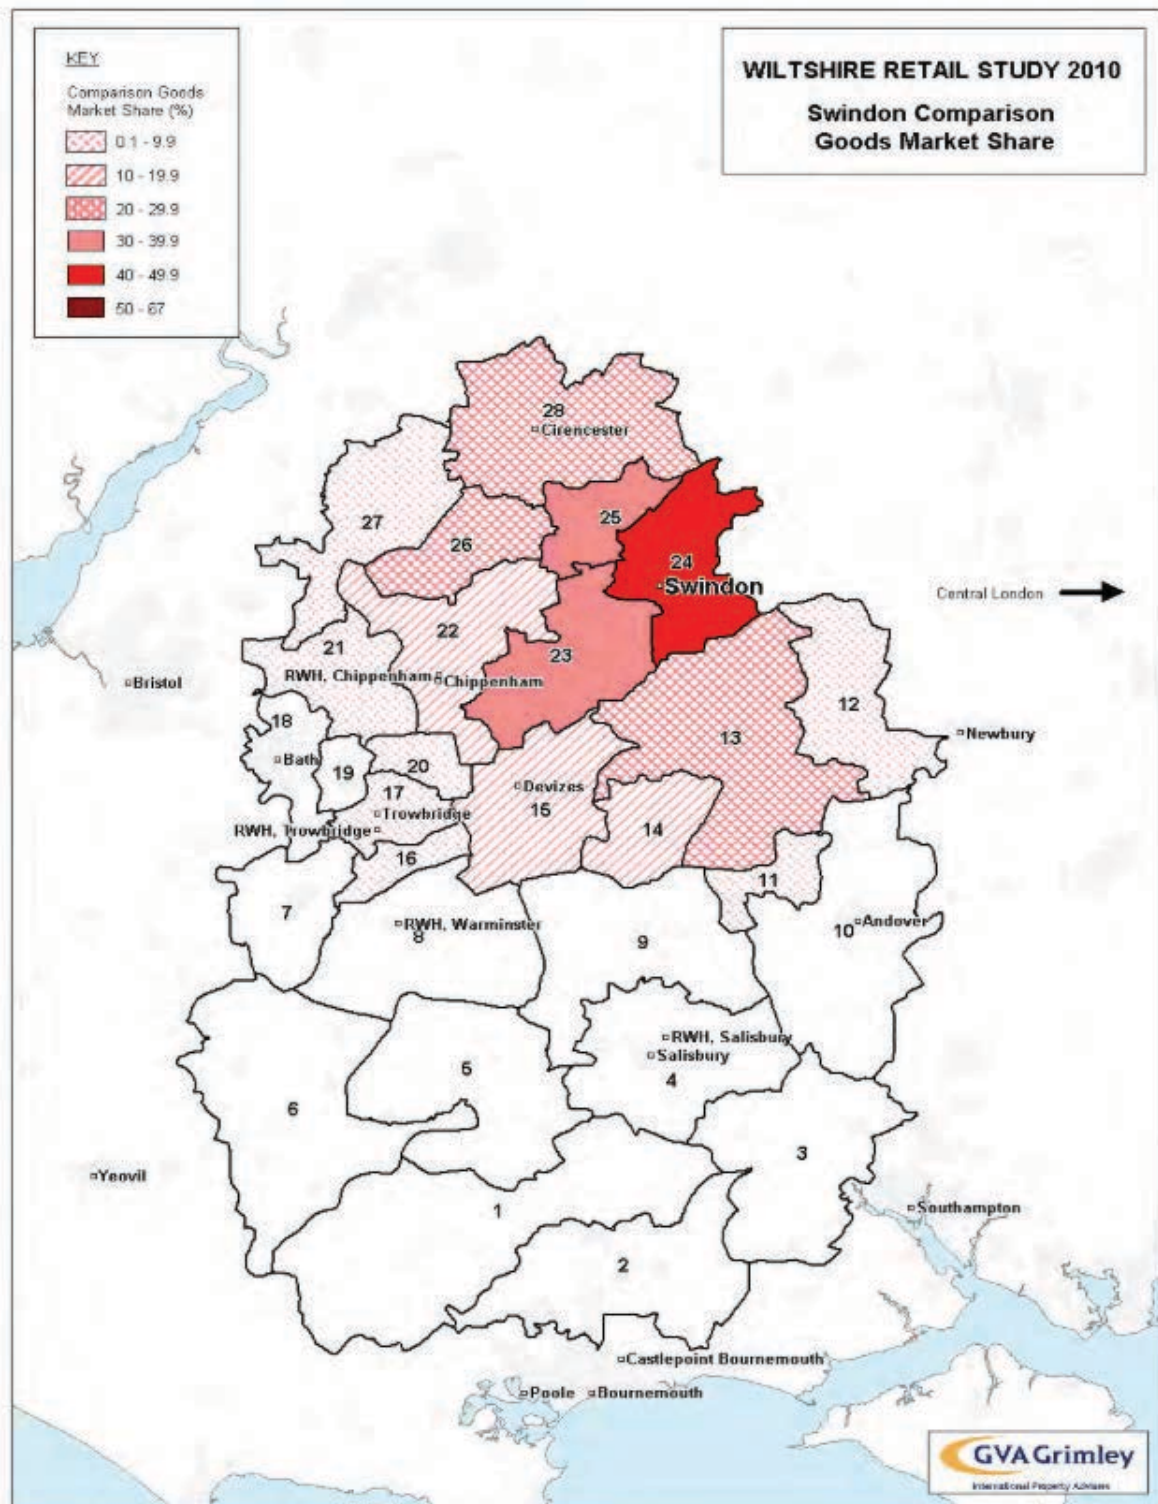 KEY
Comparison Goods
Market Share (%)
0.1 - 9.9
10 - 19.9
20 - 29.9
30 - 39.9
40 - 49.9
50 - 67
WILTSHIRE RETAIL STUDY 2010
Swindon Comparison
Goods Market Share
28
Cirencester
27
25
26
24
Swindon
Central London
22
21
23
RWH, Chippenham
Chippenham
Bristol
12
18
13
Newbury
Bath
19
20
17
Devizes
15
Trowbridge
RWH, Trowbridge
14
16
11
7
RWH, Warminster
8
9
10
Andover
RWH, Salisbury
Salisbury
5
4
6
3
Yeovil
1
Southampton
2
Castlepoint Bournemouth
Poole
Bournemouth
GVA Grimley
International Property Advisers